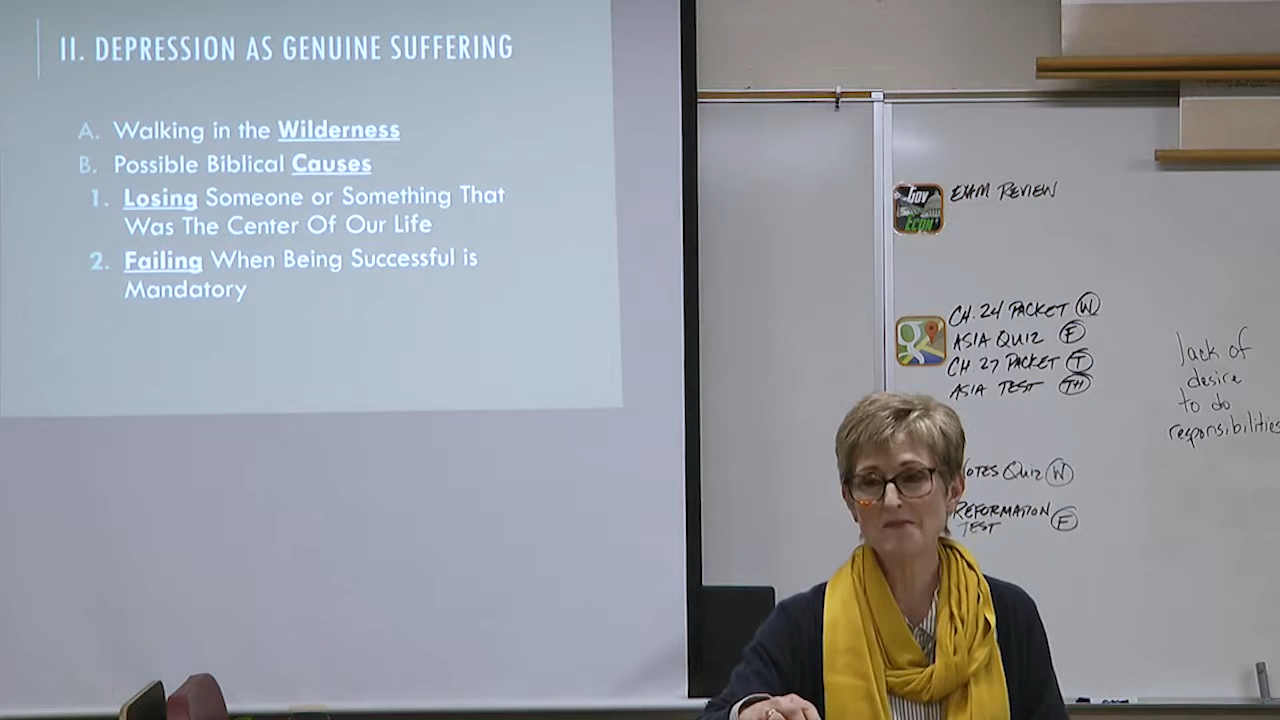 II. DEPRESSION AS GENUINE SUFFERING
A. Walking in the Wilderness
B. Possible Biblical Causes
1. Losing Someone or Something That
Was The Center Of Our Life
2. Failing When Being Successful is
Mandatory
GOV
ECON
EXAM REVIEW
CH. 24 PACKET W
ASIA QUIZ F
CH. 27 PACKET T
ASIA TEST TH
NOTES QUIZ W
REFORMATION
TEST F
lack of
desire
to do
responsibilities